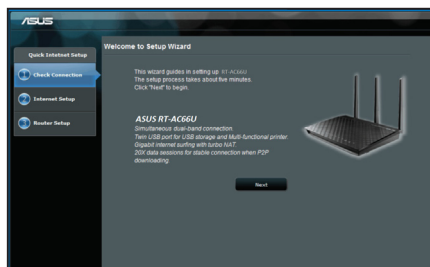 ASUS
Quick Internet Setup
1 Check Connection
2 Internet Setup
3 Router Setup
Welcome to Setup Wizard
This wizard guides in setting up RT-AC66U
The setup process takes about five minutes.
Click "Next" to begin.
ASUS RT-AC66U
Simultaneous dual-band connection.
Twin USB port for USB storage and Multi-functional printer.
Gigabit internet surfing with turbo NAT.
20X data sessions for stable connection when P2P
downloading
Next